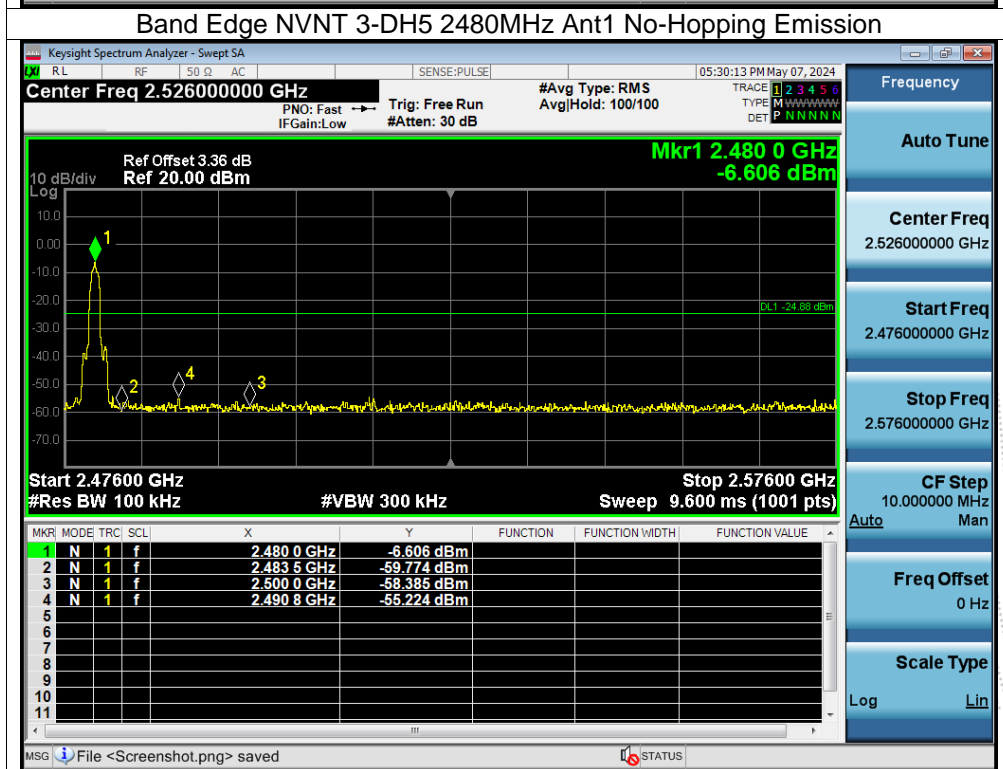 Band Edge NVNT 3-DH5 2480MHz Ant1 No-Hopping Emission
Keysight Spectrum Analyzer - Swept SA
LXI RL RF 50 Ω AC SENSE:PULSE 05:30:13 PM May 07, 2024
Center Freq 2.526000000 GHz #Avg Type: RMS TRACE 1 2 3 4 5 6
PNO: Fast Trig: Free Run Avg|Hold: 100/100 TYPE M WWWWW
IFGain:Low #Atten: 30 dB DET P N N N N N
Frequency
Auto Tune
Center Freq
2.526000000 GHz
Start Freq
2.476000000 GHz
Stop Freq
2.576000000 GHz
CF Step
10.000000 MHz
Auto Man
Freq Offset
0 Hz
Scale Type
Log Lin
Ref Offset 3.36 dB Mkr1 2.480 0 GHz
10 dB/div Ref 20.00 dBm -6.606 dBm
Log
10.0
0.00 1
-10.0
-20.0 DL1 -24.88 dBm
-30.0
-40.0
-50.0 2 4 3
-60.0
-70.0
Start 2.47600 GHz Stop 2.57600 GHz
#Res BW 100 kHz #VBW 300 kHz Sweep 9.600 ms (1001 pts)
MKR MODE TRC SCL X Y FUNCTION FUNCTION WIDTH FUNCTION VALUE
1 N 1 f 2.480 0 GHz -6.606 dBm
2 N 1 f 2.483 5 GHz -59.774 dBm
3 N 1 f 2.500 0 GHz -58.385 dBm
4 N 1 f 2.490 8 GHz -55.224 dBm
5
6
7
8
9
10
11
MSG File <Screenshot.png> saved STATUS